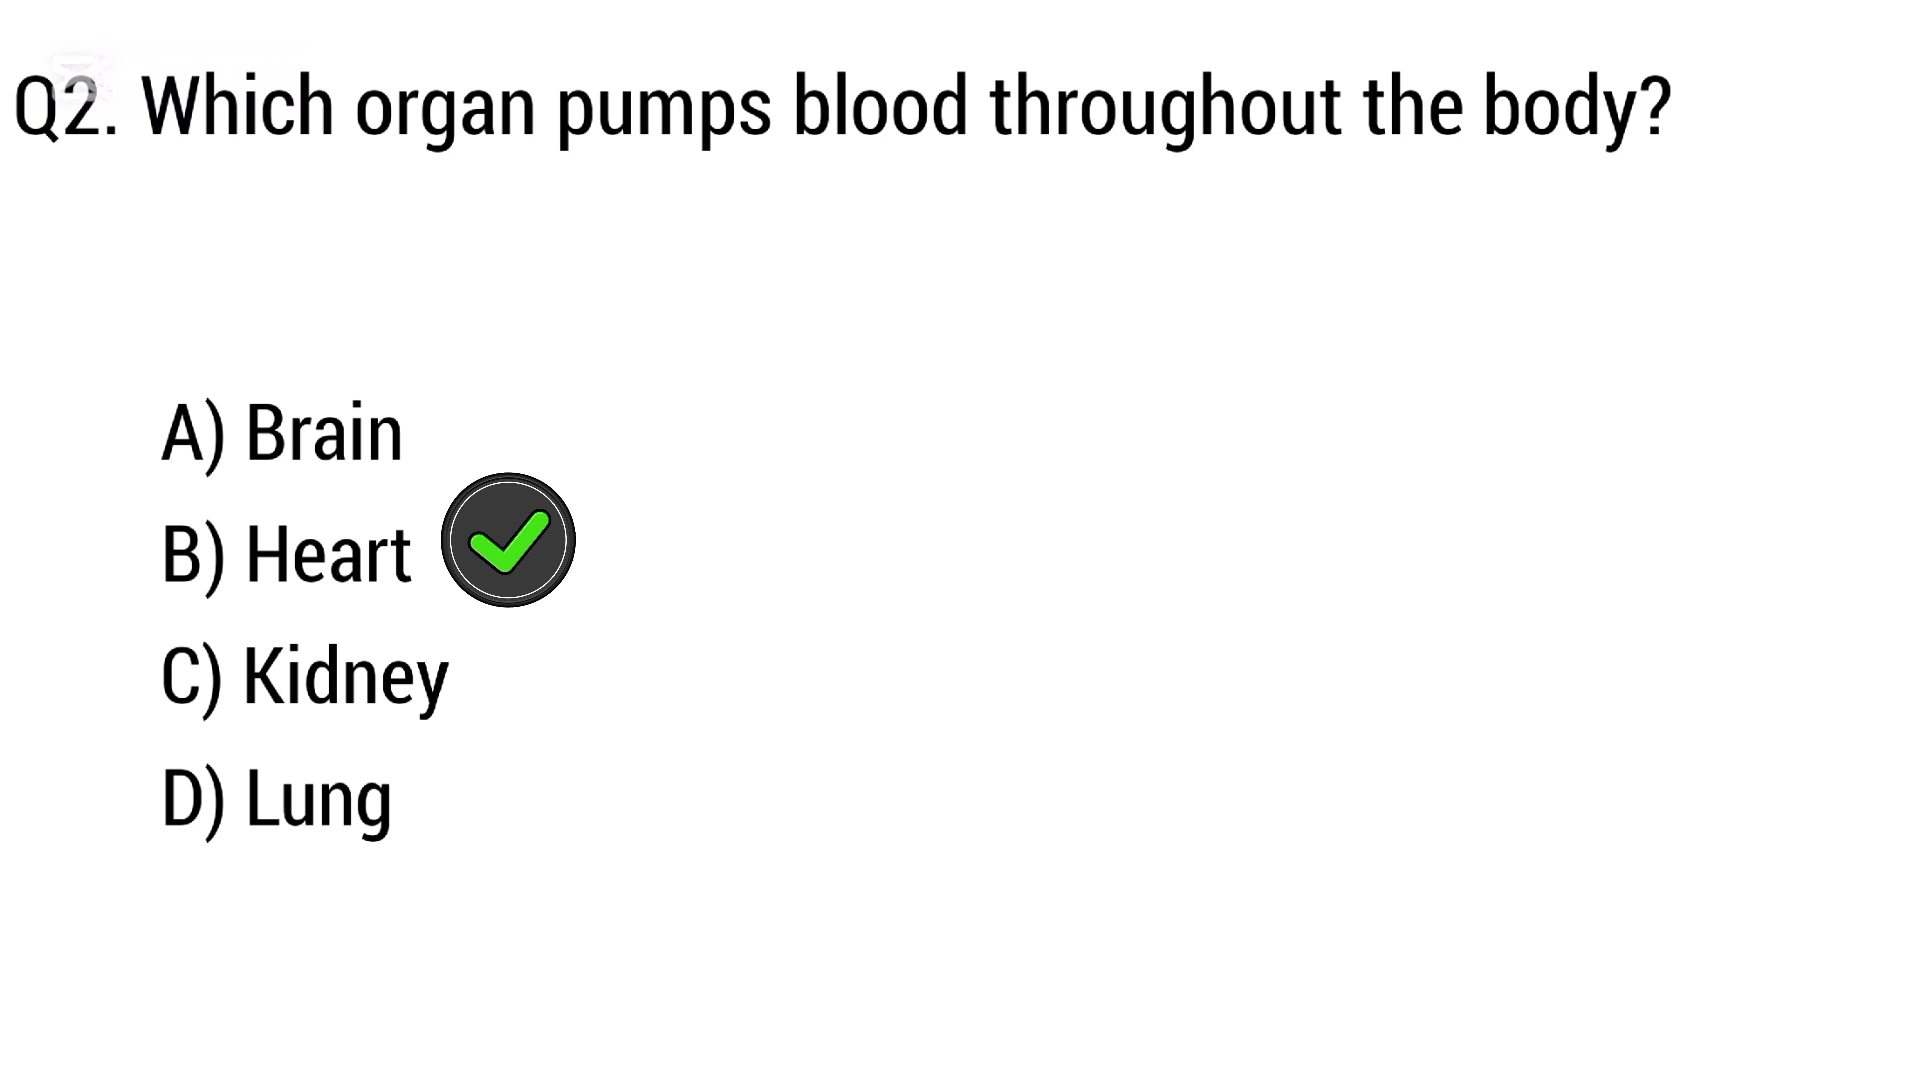 Q2. Which organ pumps blood throughout the body?
A) Brain
B) Heart
C) Kidney
D) Lung